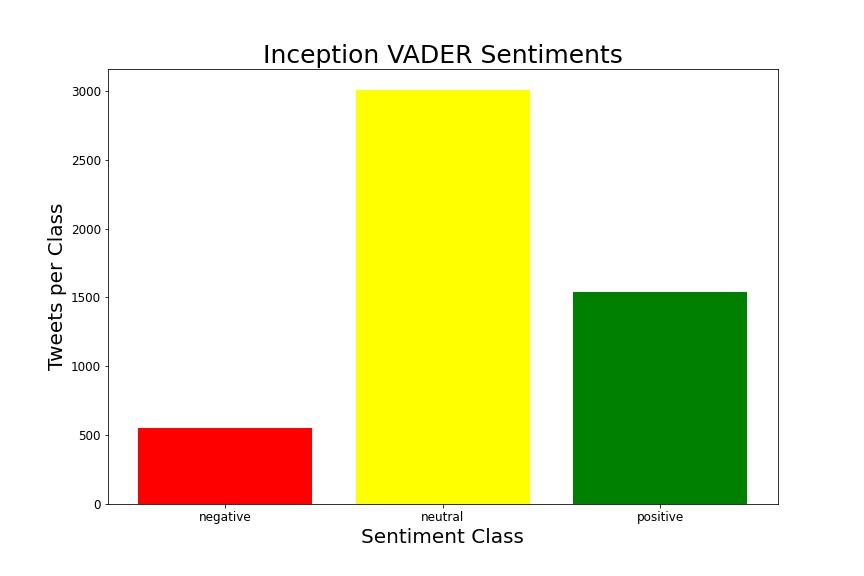 Inception VADER Sentiments
3000
2500
2000
1500
1000
500
0
Tweets per Class
negative neutral positive
Sentiment Class